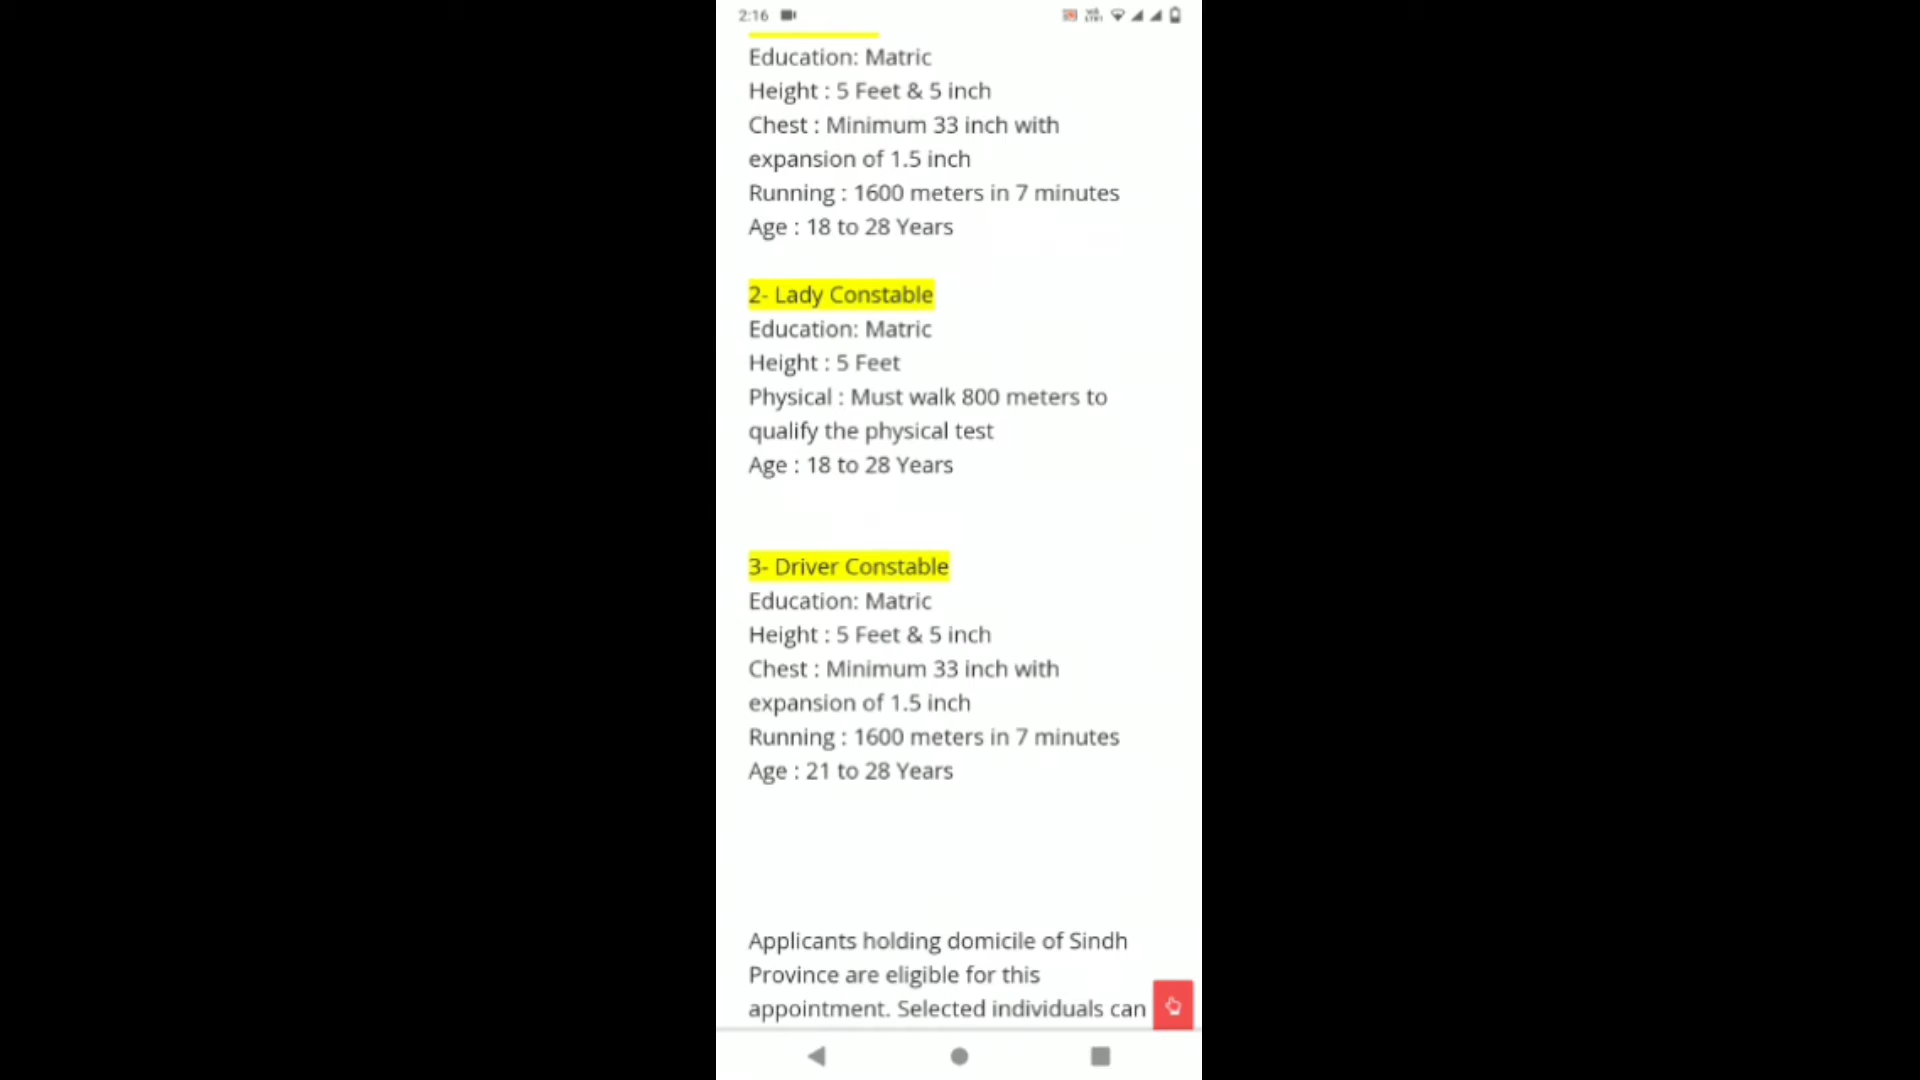 2:16
Education: Matric
Height : 5 Feet & 5 inch
Chest : Minimum 33 inch with
expansion of 1.5 inch
Running : 1600 meters in 7 minutes
Age : 18 to 28 Years
2- Lady Constable
Education: Matric
Height : 5 Feet
Physical : Must walk 800 meters to
qualify the physical test
Age : 18 to 28 Years
3- Driver Constable
Education: Matric
Height : 5 Feet & 5 inch
Chest : Minimum 33 inch with
expansion of 1.5 inch
Running : 1600 meters in 7 minutes
Age : 21 to 28 Years
Applicants holding domicile of Sindh
Province are eligible for this
appointment. Selected individuals can